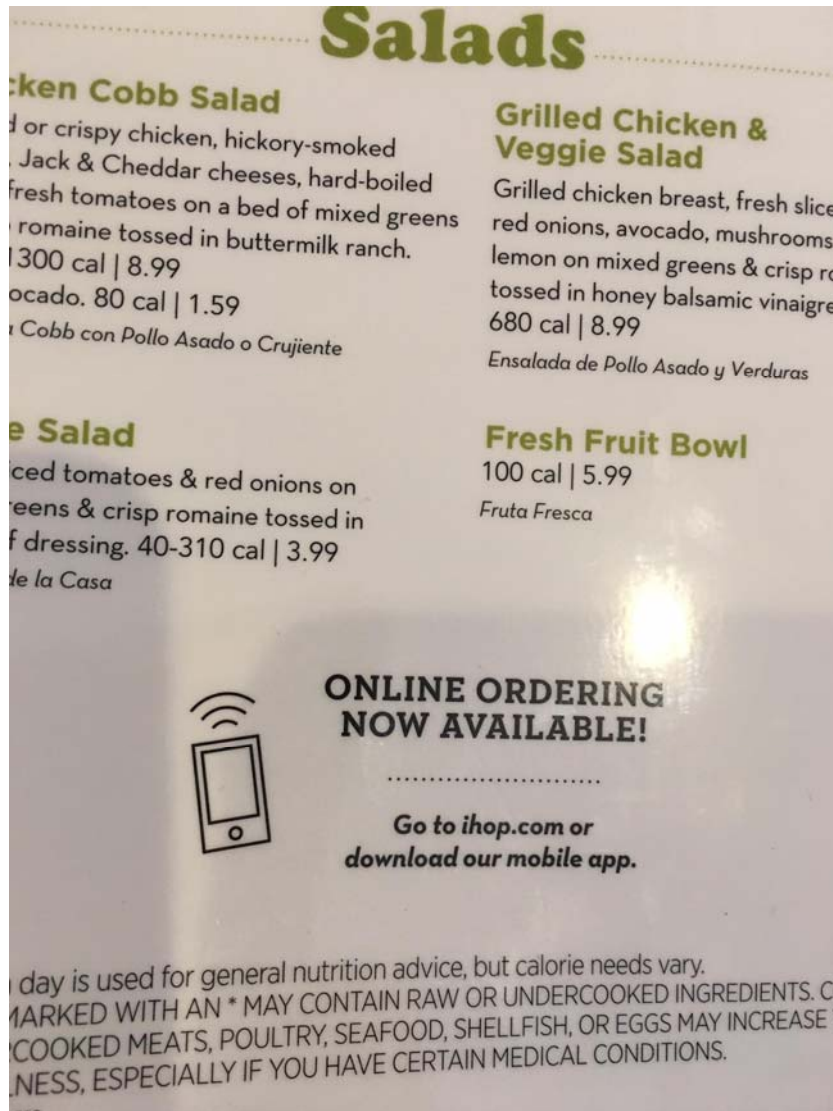 Salads
cken Cobb Salad
or crispy chicken, hickory-smoked
Jack & Cheddar cheeses, hard-boiled
fresh tomatoes on a bed of mixed greens
romaine tossed in buttermilk ranch.
1300 cal | 8.99
ocado. 80 cal | 1.59
Cobb con Pollo Asado o Crujiente
Grilled Chicken &
Veggie Salad
Grilled chicken breast, fresh slice
red onions, avocado, mushrooms
lemon on mixed greens & crisp ro
tossed in honey balsamic vinaigre
680 cal | 8.99
Ensalada de Pollo Asado y Verduras
e Salad
ced tomatoes & red onions on
reens & crisp romaine tossed in
f dressing. 40-310 cal | 3.99
de la Casa
Fresh Fruit Bowl
100 cal | 5.99
Fruta Fresca
ONLINE ORDERING
NOW AVAILABLE!
Go to ihop.com or
download our mobile app.
day is used for general nutrition advice, but calorie needs vary.
MARKED WITH AN * MAY CONTAIN RAW OR UNDERCOOKED INGREDIENTS. C
RCOOKED MEATS, POULTRY, SEAFOOD, SHELLFISH, OR EGGS MAY INCREASE
LNESS, ESPECIALLY IF YOU HAVE CERTAIN MEDICAL CONDITIONS.